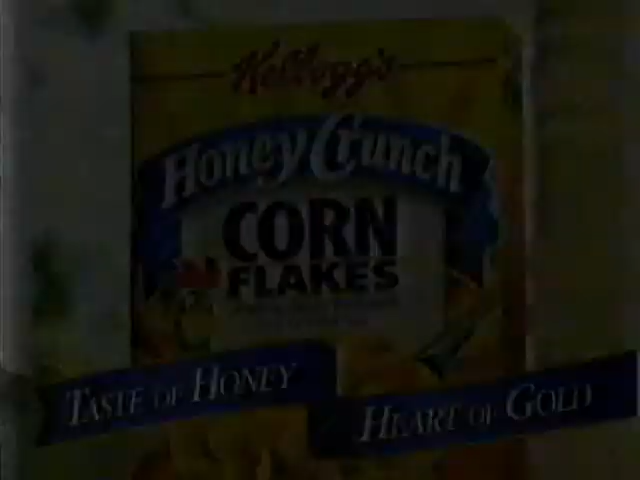 Kellogg's
Honey Crunch
CORN
FLAKES
TASTE OF HONEY
HEART OF GOLD